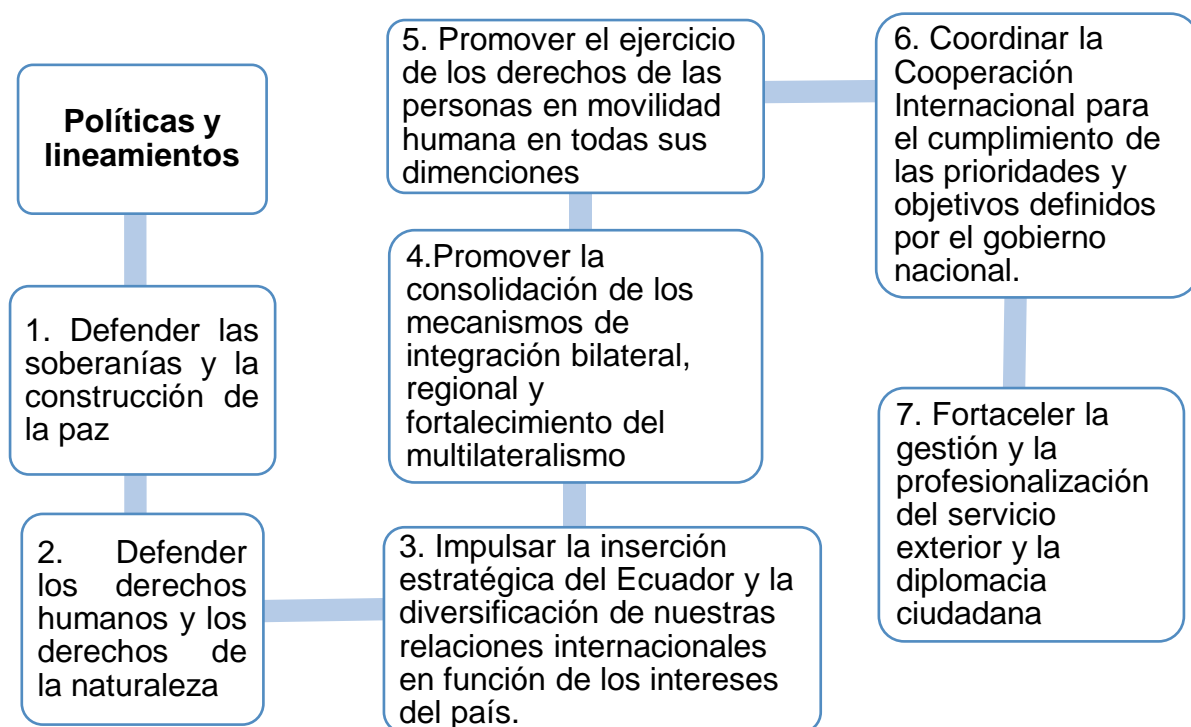 Políticas y
lineamientos
1. Defender las
soberanías y la
construcción de
la paz
2. Defender
los derechos
humanos y los
derechos de
la naturaleza
3. Impulsar la inserción
estratégica del Ecuador y la
diversificación de nuestras
relaciones internacionales
en función de los intereses
del país.
4.Promover la
consolidación de los
mecanismos de
integración bilateral,
regional y
fortalecimiento del
multilateralismo
5. Promover el ejercicio
de los derechos de las
personas en movilidad
humana en todas sus
dimenciones
6. Coordinar la
Cooperación
Internacional para
el cumplimiento de
las prioridades y
objetivos definidos
por el gobierno
nacional.
7. Fortaceler la
gestión y la
profesionalización
del servicio
exterior y la
diplomacia
ciudadana